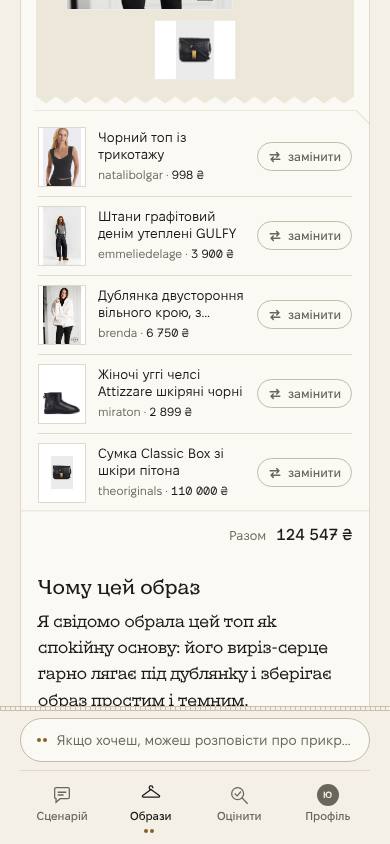 Чорний топ із
трикотажу
natalibolgar · 998 ₴
замінити
Штани графітовий
денім утеплені GULFY
emmeliedelage · 3 900 ₴
замінити
Дублянка двостороння
вільного крою, з...
brenda · 6 750 ₴
замінити
Жіночі уггі челсі
Attizzare шкіряні чорні
miraton · 2 899 ₴
замінити
Сумка Classic Box зі
шкіри пітона
theoriginals · 110 000 ₴
замінити
Разом 124 547 ₴
Чому цей образ
Я свідомо обрала цей топ як
спокійну основу: його виріз-серце
гарно лягає під дублянку і зберігає
образ простим і темним.
Якщо хочеш, можеш розповісти про прикр...
Сценарій
Образи
Оцінити
Ю
Профіль